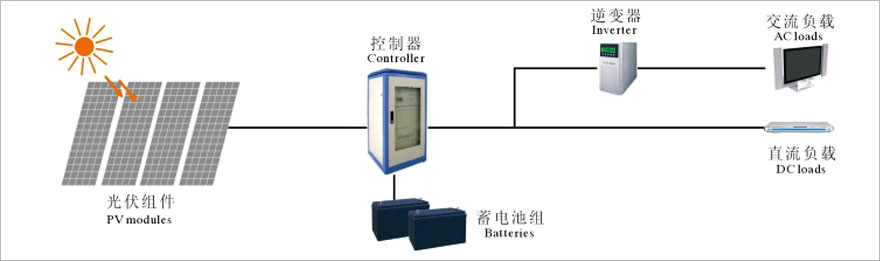 逆变器
Inverter
交流负载
AC loads
控制器
Controller
直流负载
DC loads
光伏组件
PV modules
蓄电池组
Batteries